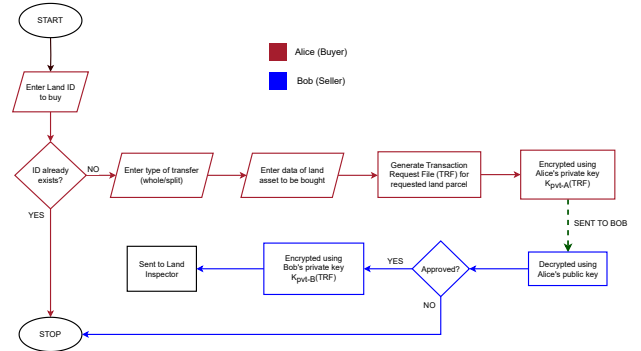 START
Alice (Buyer)
Bob (Seller)
Enter Land ID
to buy
ID already
exists?
NO
YES
Enter type of transfer
(whole/split)
Enter data of land
asset to be bought
Generate Transaction
Request File (TRF) for
requested land parcel
Encrypted using
Alice's private key
Kpvt-A(TRF)
SENT TO BOB
Decrypted using
Alice's public key
Approved?
YES
NO
Encrypted using
Bob's private key
Kpvt-B(TRF)
Sent to Land
Inspector
STOP